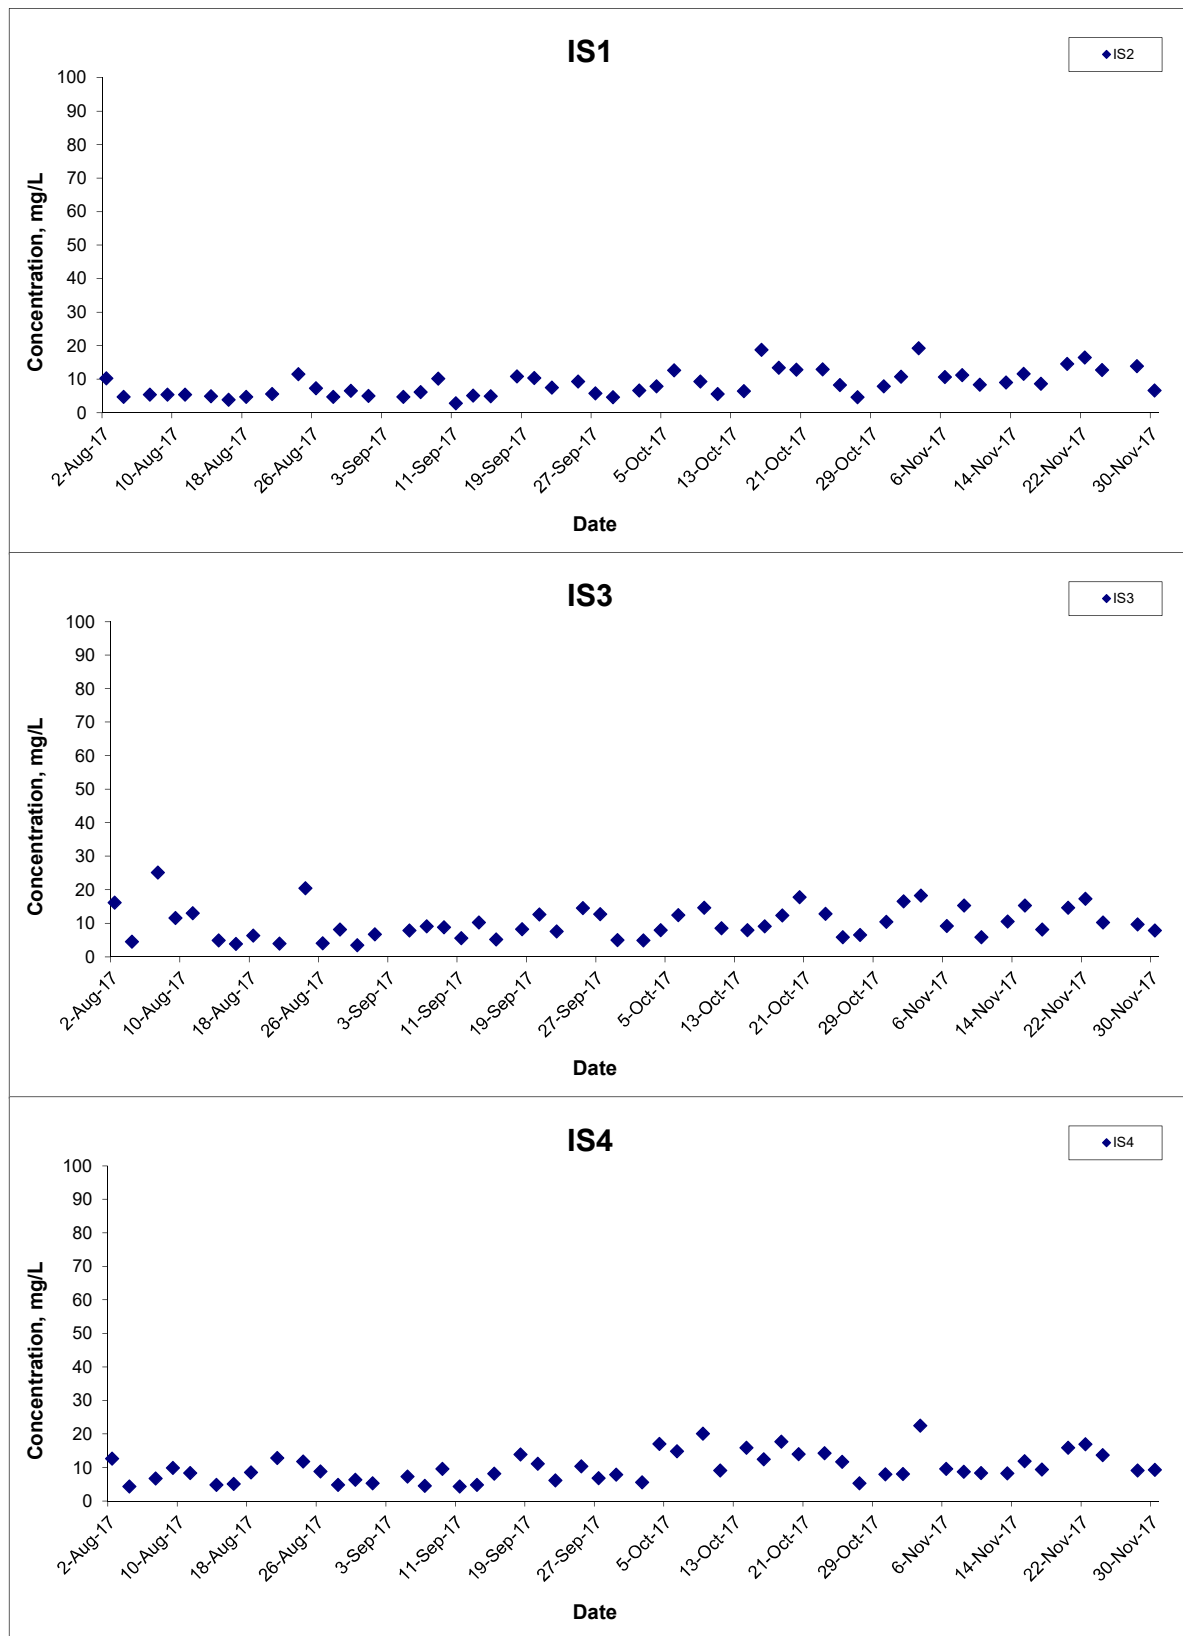 IS1
IS2
100
90
80
70
60
50
40
30
20
10
0
Concentration, mg/L
2-Aug-17
10-Aug-17
18-Aug-17
26-Aug-17
3-Sep-17
11-Sep-17
19-Sep-17
27-Sep-17
5-Oct-17
13-Oct-17
21-Oct-17
29-Oct-17
6-Nov-17
14-Nov-17
22-Nov-17
30-Nov-17
Date
IS3
IS3
100
90
80
70
60
50
40
30
20
10
0
Concentration, mg/L
2-Aug-17
10-Aug-17
18-Aug-17
26-Aug-17
3-Sep-17
11-Sep-17
19-Sep-17
27-Sep-17
5-Oct-17
13-Oct-17
21-Oct-17
29-Oct-17
6-Nov-17
14-Nov-17
22-Nov-17
30-Nov-17
Date
IS4
IS4
100
90
80
70
60
50
40
30
20
10
0
Concentration, mg/L
2-Aug-17
10-Aug-17
18-Aug-17
26-Aug-17
3-Sep-17
11-Sep-17
19-Sep-17
27-Sep-17
5-Oct-17
13-Oct-17
21-Oct-17
29-Oct-17
6-Nov-17
14-Nov-17
22-Nov-17
30-Nov-17
Date